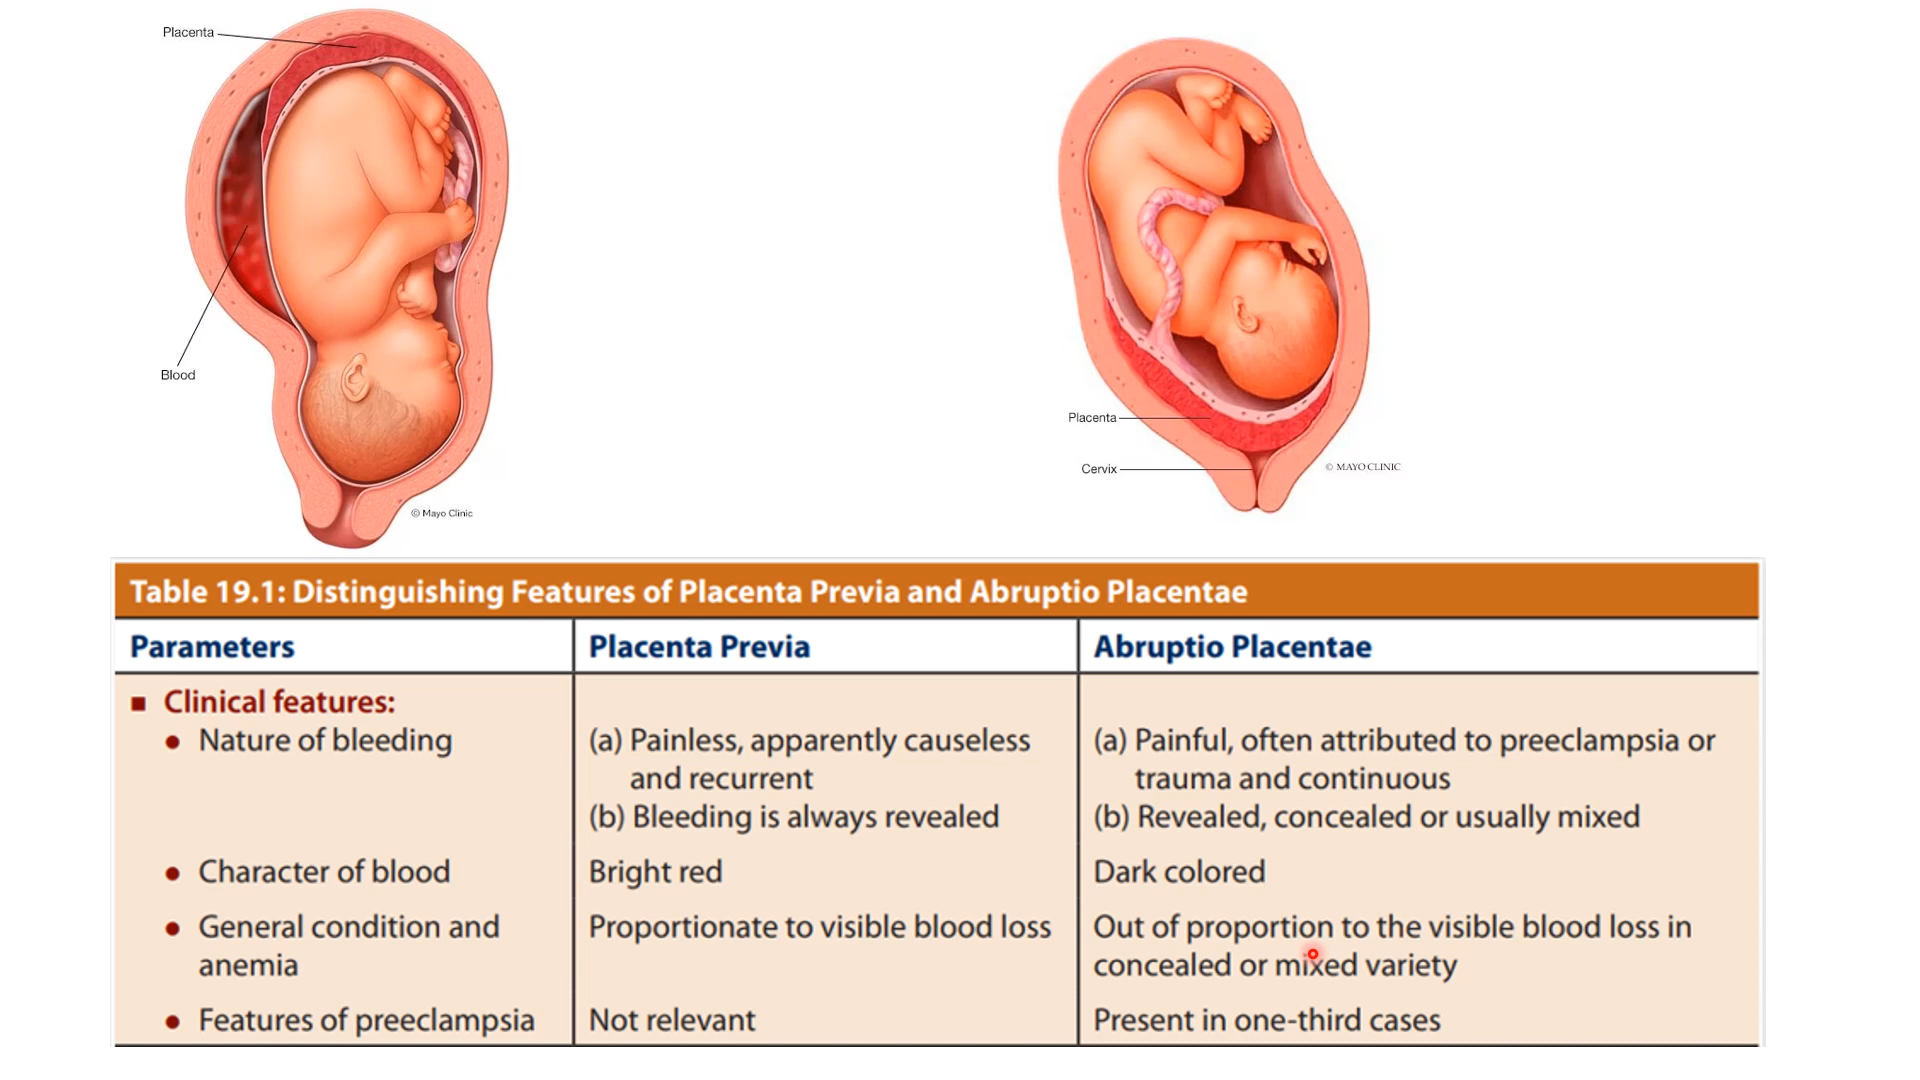 Placenta
Blood
© Mayo Clinic
Placenta
Cervix
© MAYO CLINIC
Table 19.1: Distinguishing Features of Placenta Previa and Abruptio Placentae
Parameters
Placenta Previa
Abruptio Placentae
■ Clinical features:
● Nature of bleeding
(a) Painless, apparently causeless
and recurrent
(b) Bleeding is always revealed
(a) Painful, often attributed to preeclampsia or
trauma and continuous
(b) Revealed, concealed or usually mixed
● Character of blood
Bright red
Dark colored
● General condition and
anemia
Proportionate to visible blood loss
Out of proportion to the visible blood loss in
concealed or mixed variety
● Features of preeclampsia
Not relevant
Present in one-third cases